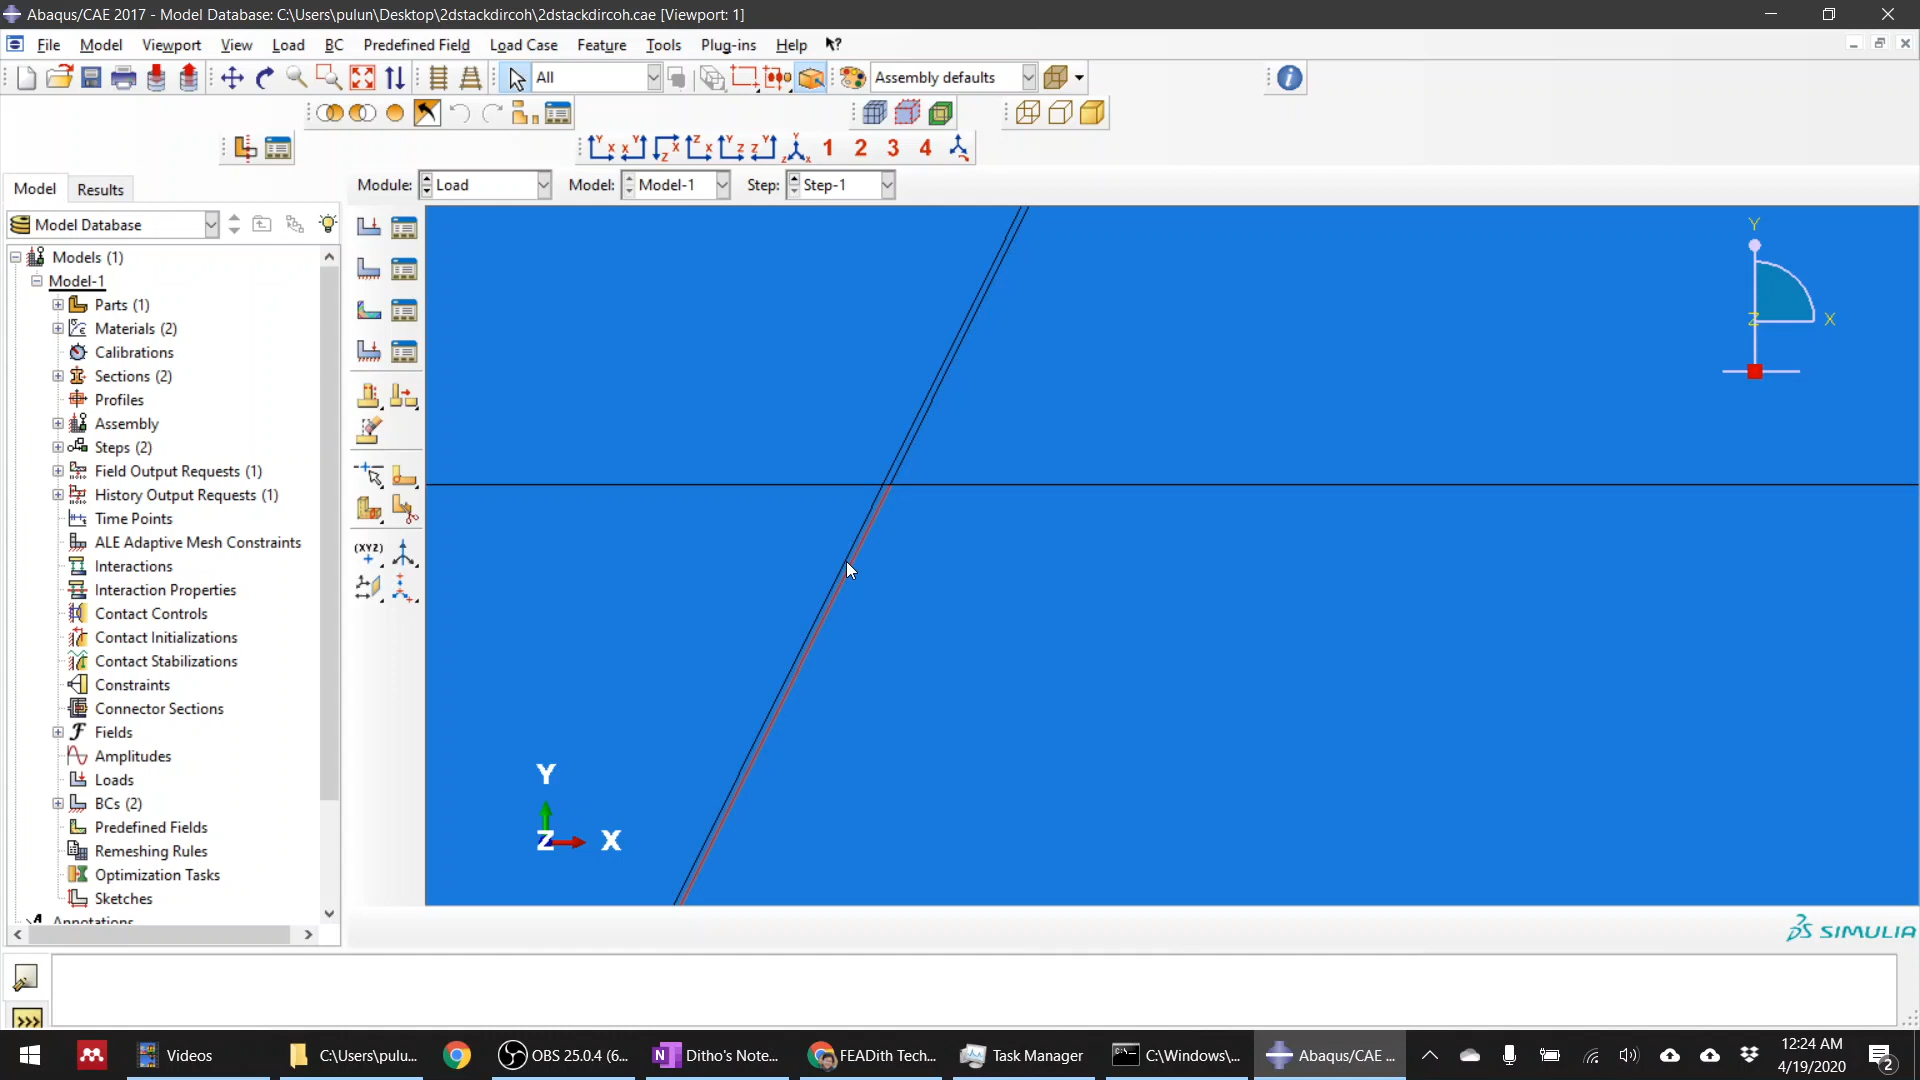 Abaqus/CAE 2017 - Model Database: C:\Users\pulun\Desktop\2dstackdircoh\2dstackdircoh.cae [Viewport: 1]
File Model Viewport View Load BC Predefined Field Load Case Feature Tools Plug-ins Help ?
All Assembly defaults i
Y X X Y Z X Z X Y Z Z Y Y Z X 1 2 3 4
Model Results Module: Load Model: Model-1 Step: Step-1
Model Database
Models (1)
Model-1
Parts (1)
Materials (2)
Calibrations
Sections (2)
Profiles
Assembly
Steps (2)
Field Output Requests (1)
History Output Requests (1)
Time Points
ALE Adaptive Mesh Constraints
Interactions
Interaction Properties
Contact Controls
Contact Initializations
Contact Stabilizations
Constraints
Connector Sections
Fields
Amplitudes
Loads
BCs (2)
Predefined Fields
Remeshing Rules
Optimization Tasks
Sketches
Annotations
(XYZ)
Y
Z X
Y
Z X
SIMULIA
>>>
Videos C:\Users\pulu... OBS 25.0.4 (6... Ditho's Note... FEADith Tech... Task Manager C:\Windows\... Abaqus/CAE ... 12:24 AM
4/19/2020 2